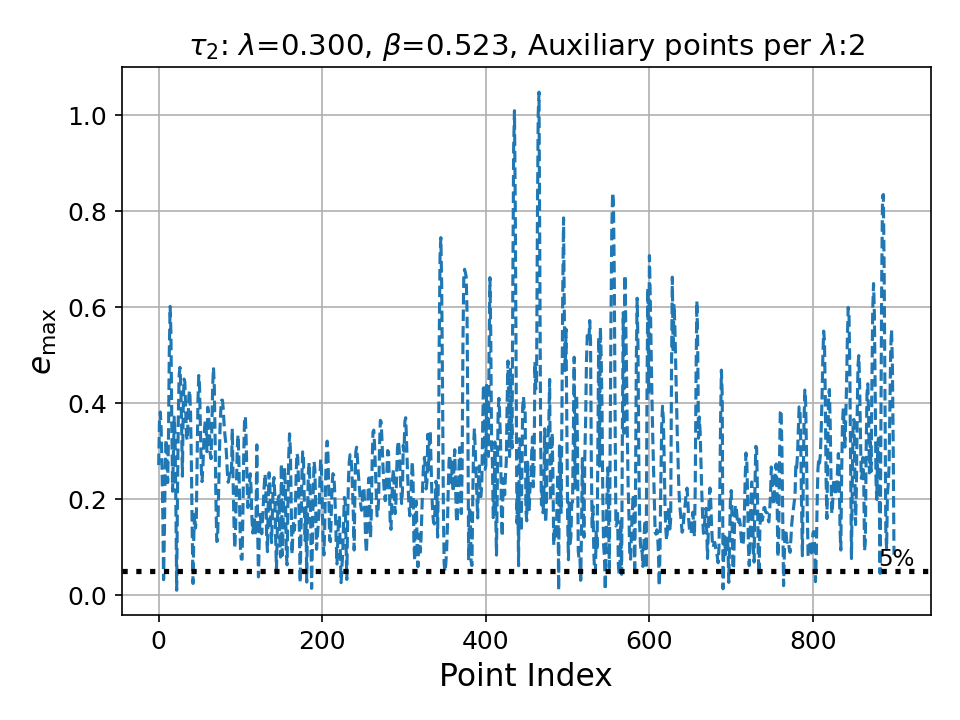 τ₂: λ=0.300, β=0.523, Auxiliary points per λ:2
e_max
1.0
0.8
0.6
0.4
0.2
0.0
5%
0 200 400 600 800
Point Index